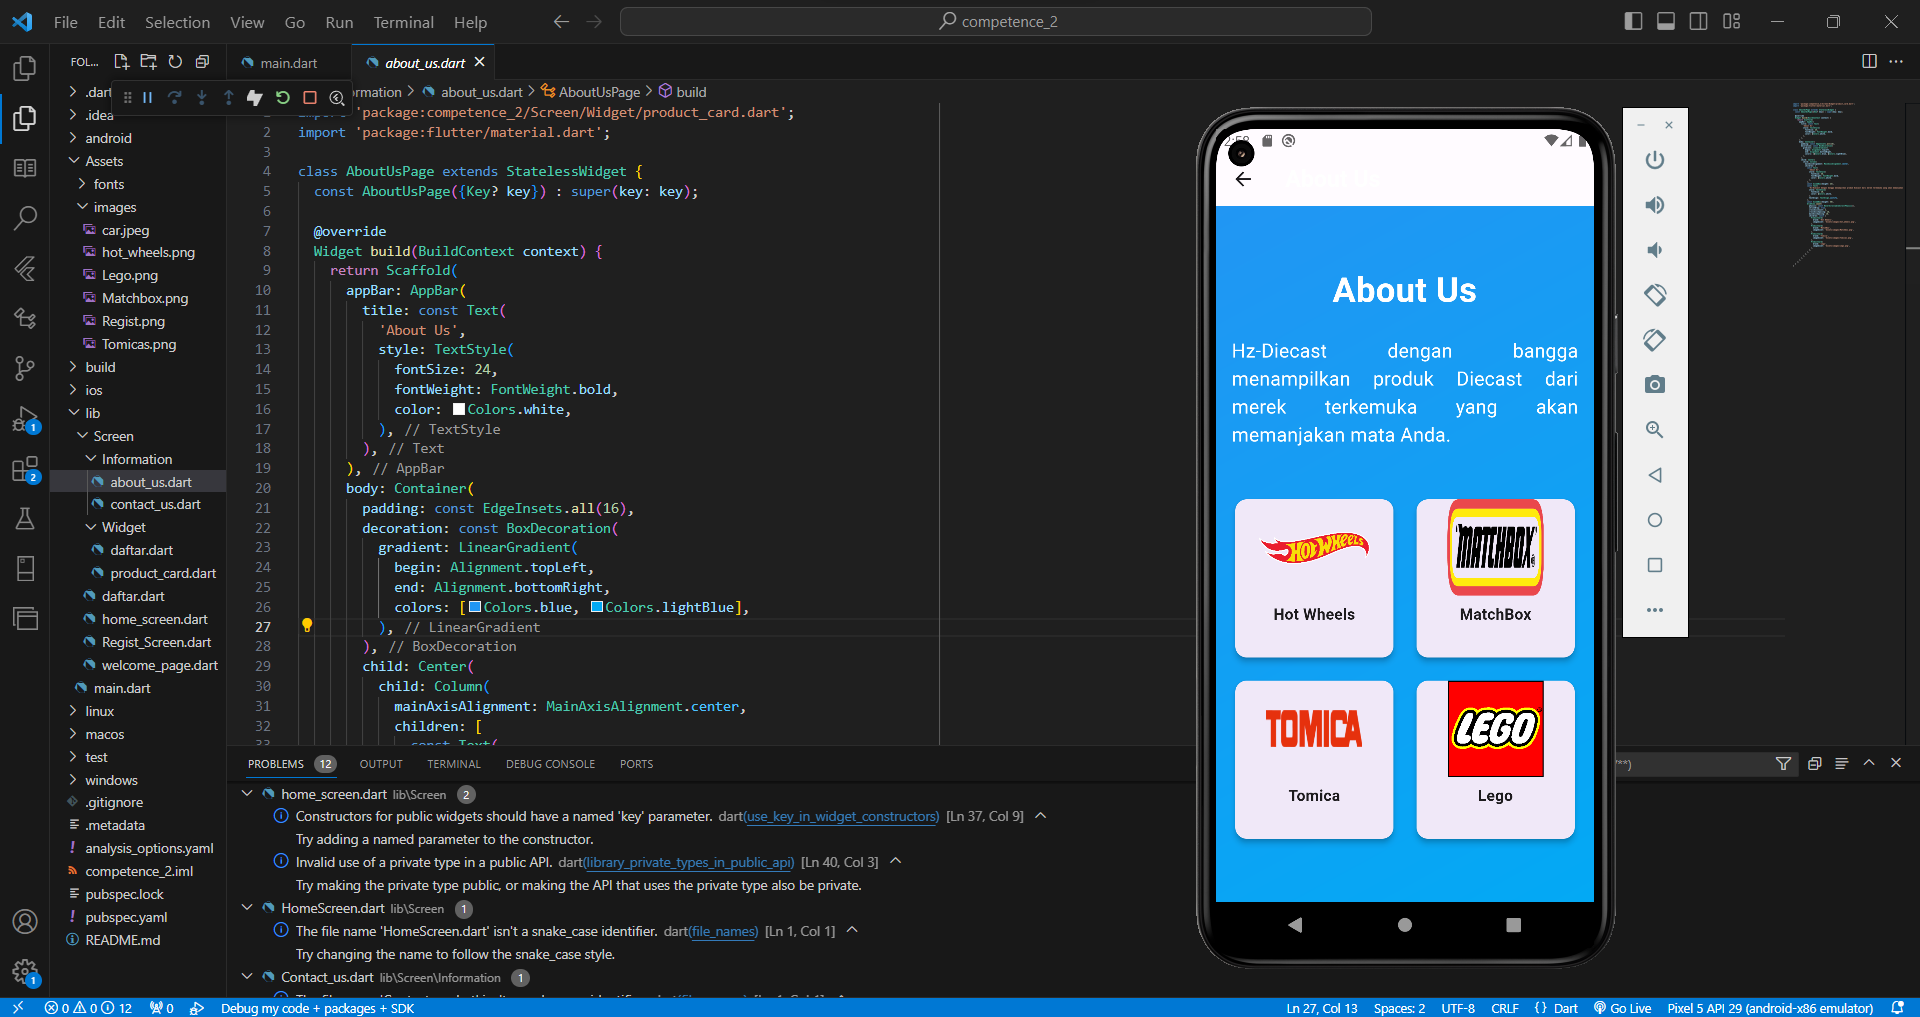 File Edit Selection View Go Run Terminal Help
competence_2
FOL...
main.dart
about_us.dart
.dart
.idea
android
Assets
fonts
images
car.jpeg
hot_wheels.png
Lego.png
Matchbox.png
Regist.png
Tomicas.png
build
ios
lib
Screen
Information
about_us.dart
contact_us.dart
Widget
daftar.dart
product_card.dart
daftar.dart
home_screen.dart
Regist_Screen.dart
welcome_page.dart
main.dart
linux
macos
test
windows
.gitignore
.metadata
analysis_options.yaml
competence_2.iml
pubspec.lock
pubspec.yaml
README.md
1
2
1
ormation > about_us.dart > AboutUsPage > build
import 'package:competence_2/Screen/Widget/product_card.dart';
2 import 'package:flutter/material.dart';
3
4 class AboutUsPage extends StatelessWidget {
5 const AboutUsPage({Key? key}) : super(key: key);
6
7 @override
8 Widget build(BuildContext context) {
9 return Scaffold(
10 appBar: AppBar(
11 title: const Text(
12 'About Us',
13 style: TextStyle(
14 fontSize: 24,
15 fontWeight: FontWeight.bold,
16 color: Colors.white,
17 ), // TextStyle
18 ), // Text
19 ), // AppBar
20 body: Container(
21 padding: const EdgeInsets.all(16),
22 decoration: const BoxDecoration(
23 gradient: LinearGradient(
24 begin: Alignment.topLeft,
25 end: Alignment.bottomRight,
26 colors: [Colors.blue, Colors.lightBlue],
27 ), // LinearGradient
28 ), // BoxDecoration
29 child: Center(
30 child: Column(
31 mainAxisAlignment: MainAxisAlignment.center,
32 children: [
33 const Text(
About Us
Hz-Diecast dengan bangga
menampilkan produk Diecast dari
merek terkemuka yang akan
memanjakan mata Anda.
HOT WHEELS
Hot Wheels
MATCHBOX
MatchBox
TOMICA
Tomica
LEGO
Lego
PROBLEMS 12 OUTPUT TERMINAL DEBUG CONSOLE PORTS
home_screen.dart lib\Screen 2
Constructors for public widgets should have a named 'key' parameter. dart(use_key_in_widget_constructors) [Ln 37, Col 9]
Try adding a named parameter to the constructor.
Invalid use of a private type in a public API. dart(library_private_types_in_public_api) [Ln 40, Col 3]
Try making the private type public, or making the API that uses the private type also be private.
HomeScreen.dart lib\Screen 1
The file name 'HomeScreen.dart' isn't a snake_case identifier. dart(file_names) [Ln 1, Col 1]
Try changing the name to follow the snake_case style.
Contact_us.dart lib\Screen\Information 1
0 0 12 0 Debug my code + packages + SDK
Ln 27, Col 13 Spaces: 2 UTF-8 CRLF { } Dart Go Live Pixel 5 API 29 (android-x86 emulator)